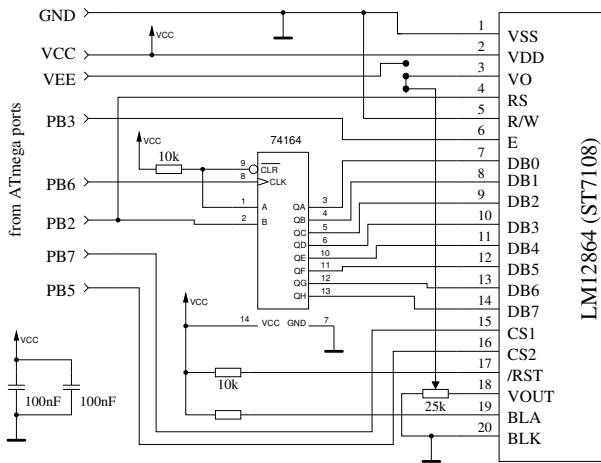 GND
VCC
VEE
PB3
PB6
PB2
PB7
PB5
from ATmega ports
VCC
VCC
10k
74164
9 CLR
8 CLK
1 A
2 B
QA 3
QB 4
QC 5
QD 6
QE 10
QF 11
QG 12
QH 13
14 VCC GND 7
VCC
10k
25k
VCC
100nF 100nF
1 VSS
2 VDD
3 VO
4 RS
5 R/W
6 E
7 DB0
8 DB1
9 DB2
10 DB3
11 DB4
12 DB5
13 DB6
14 DB7
15 CS1
16 CS2
17 /RST
18 VOUT
19 BLA
20 BLK
LM12864 (ST7108)